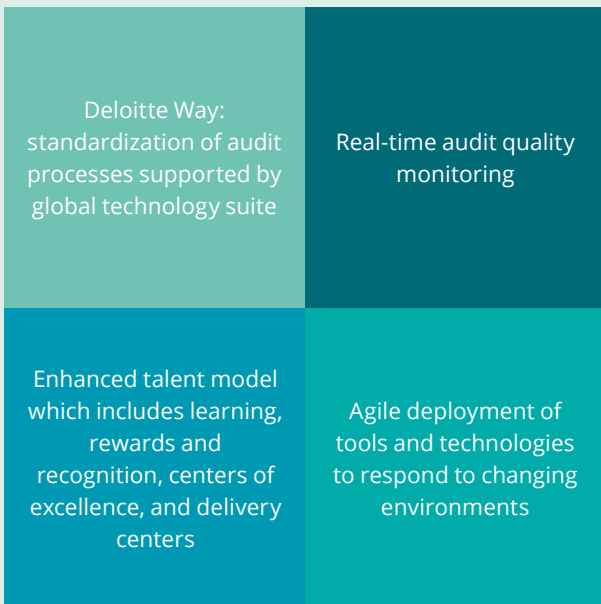 Deloitte Way:
standardization of audit
processes supported by
global technology suite
Real-time audit quality
monitoring
Enhanced talent model
which includes learning,
rewards and
recognition, centers of
excellence, and delivery
centers
Agile deployment of
tools and technologies
to respond to changing
environments